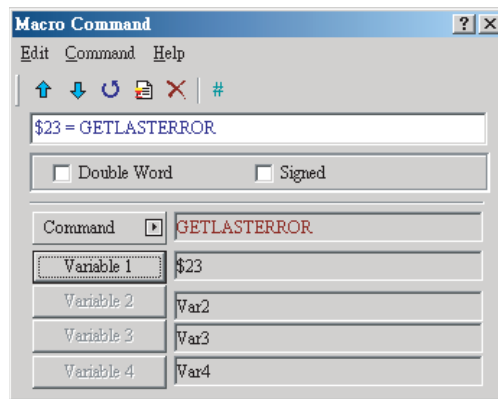 Macro Command ? ×
Edit Command Help
#
$23 = GETLASTERROR
Double Word Signed
Command GETLASTERROR
Variable 1 $23
Variable 2 Var2
Variable 3 Var3
Variable 4 Var4